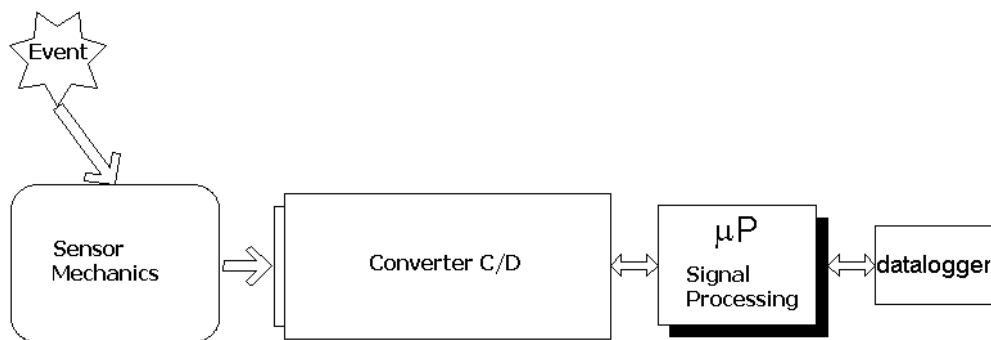 Event
Sensor
Mechanics
Converter C/D
μP
Signal
Processing
datalogger